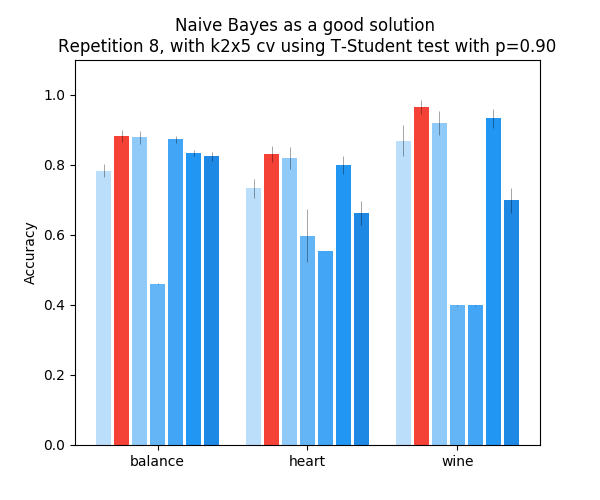 Naive Bayes as a good solution
Repetition 8, with k2x5 cv using T-Student test with p=0.90
1.0
0.8
0.6
0.4
0.2
0.0
Accuracy
balance heart wine